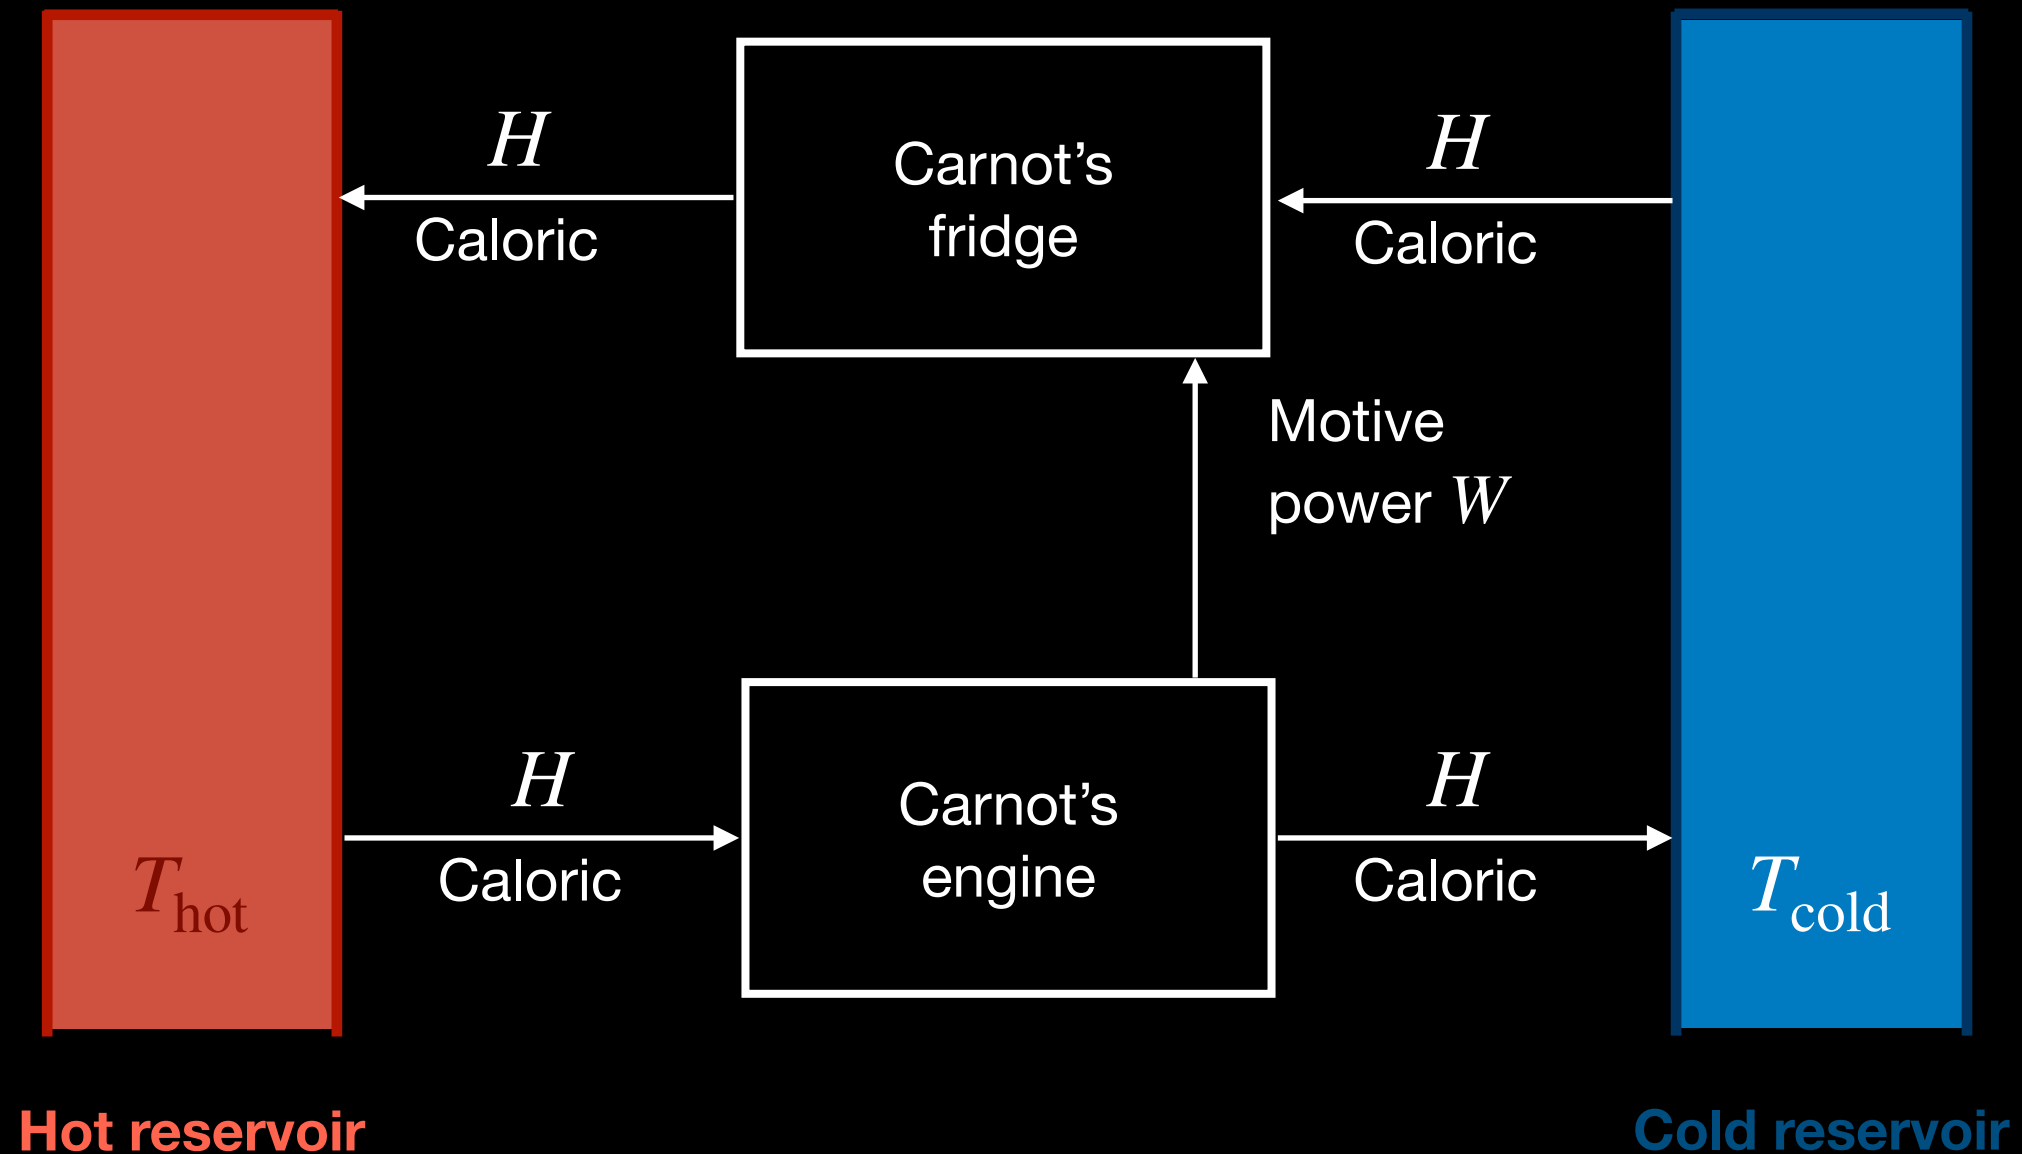 H
Caloric
Carnot’s
fridge
H
Caloric
Motive
power W
H
Caloric
Carnot’s
engine
H
Caloric
T_hot
T_cold
Hot reservoir
Cold reservoir